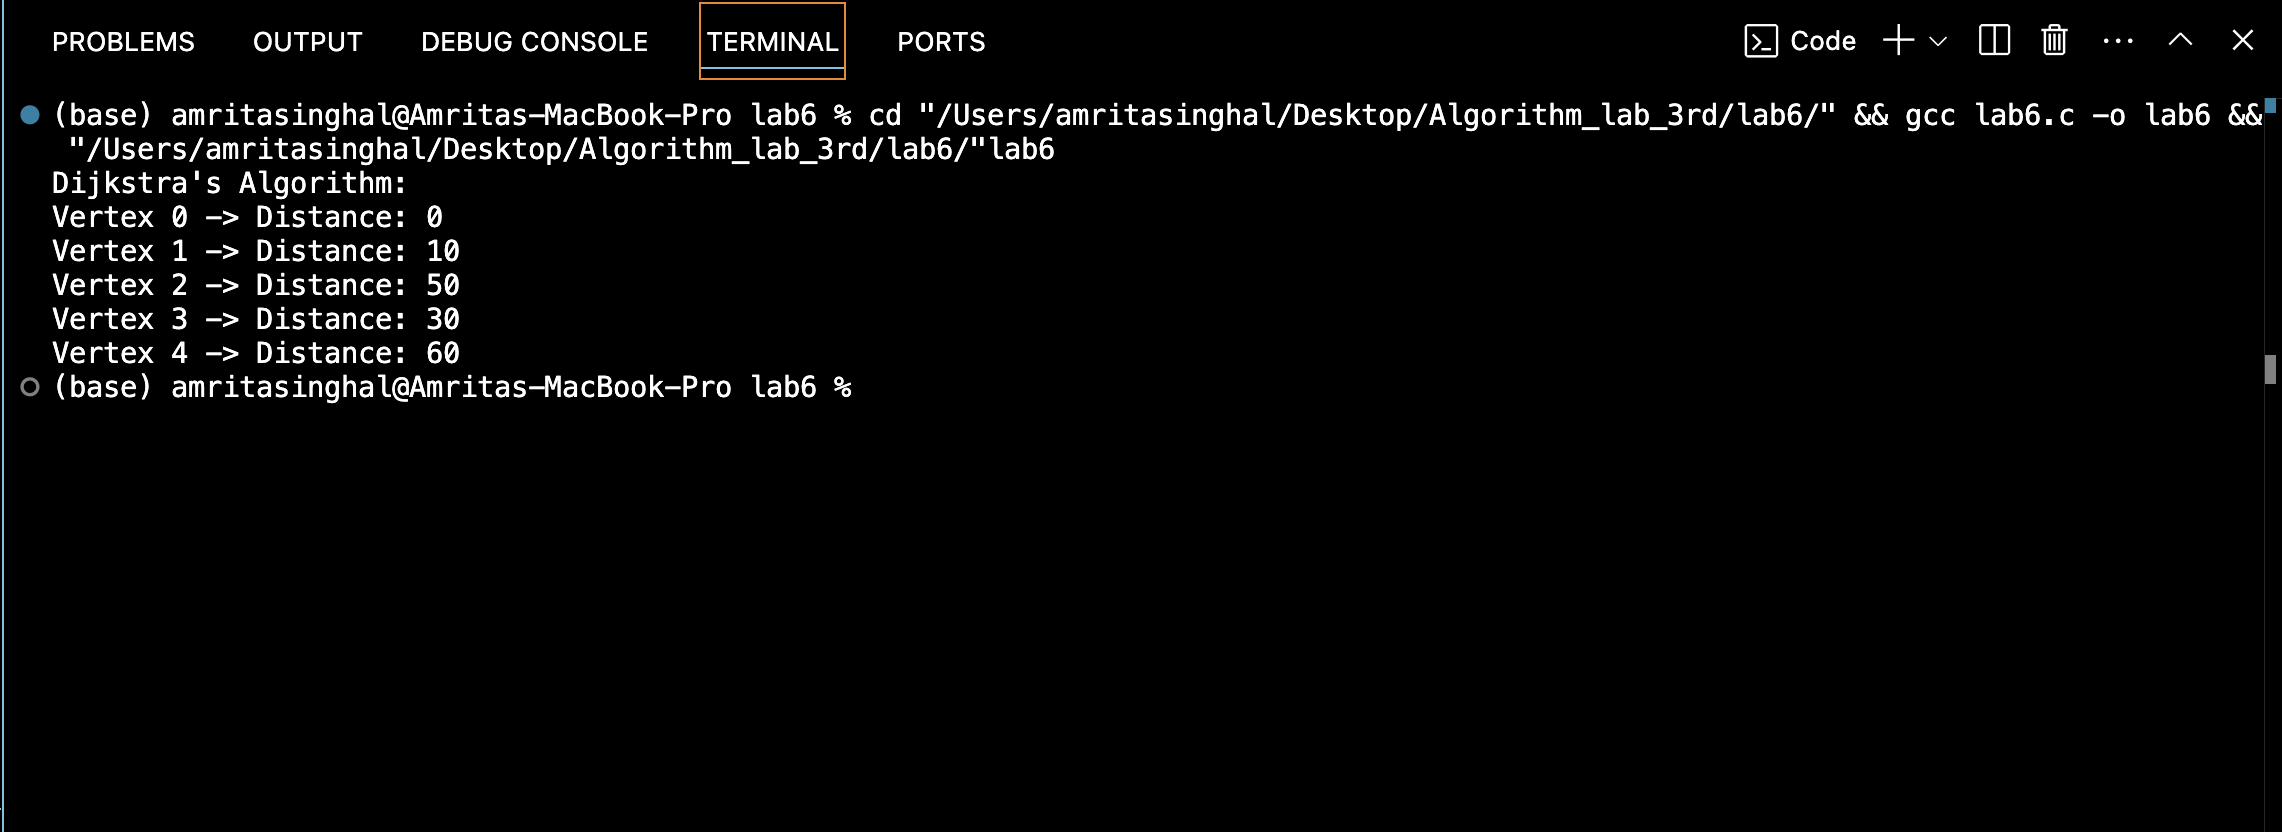 PROBLEMS OUTPUT DEBUG CONSOLE TERMINAL PORTS Code
(base) amritasinghal@Amritas-MacBook-Pro lab6 % cd "/Users/amritasinghal/Desktop/Algorithm_lab_3rd/lab6/" && gcc lab6.c -o lab6 &&
"/Users/amritasinghal/Desktop/Algorithm_lab_3rd/lab6/"lab6
Dijkstra's Algorithm:
Vertex 0 -> Distance: 0
Vertex 1 -> Distance: 10
Vertex 2 -> Distance: 50
Vertex 3 -> Distance: 30
Vertex 4 -> Distance: 60
(base) amritasinghal@Amritas-MacBook-Pro lab6 %